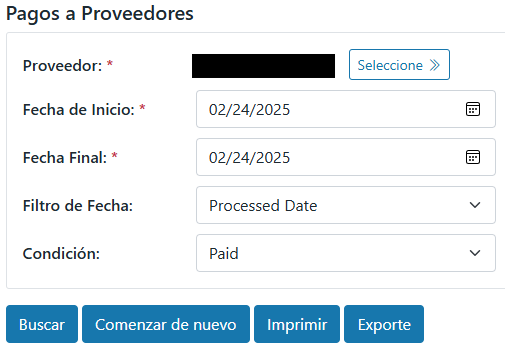 Pagos a Proveedores
Proveedor: * Seleccione »
Fecha de Inicio: * 02/24/2025
Fecha Final: * 02/24/2025
Filtro de Fecha: Processed Date
Condición: Paid
Buscar Comenzar de nuevo Imprimir Exporte